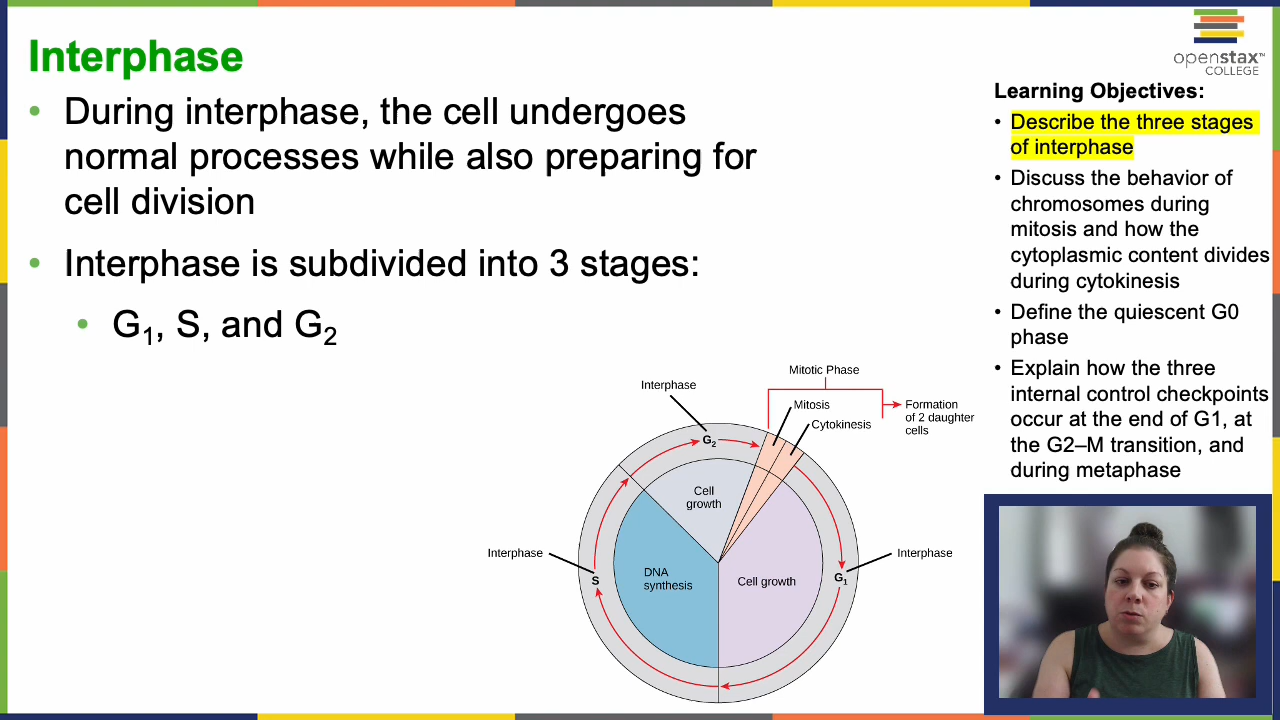 Interphase
• During interphase, the cell undergoes
normal processes while also preparing for
cell division
• Interphase is subdivided into 3 stages:
• G₁, S, and G₂
openstax™
COLLEGE
Learning Objectives:
• Describe the three stages
of interphase
• Discuss the behavior of
chromosomes during
mitosis and how the
cytoplasmic content divides
during cytokinesis
• Define the quiescent G0
phase
• Explain how the three
internal control checkpoints
occur at the end of G1, at
the G2–M transition, and
during metaphase
Mitotic Phase
Interphase
Mitosis
Cytokinesis
Formation
of 2 daughter
cells
G₂
Cell
growth
Interphase
S
DNA
synthesis
Cell growth
G₁
Interphase